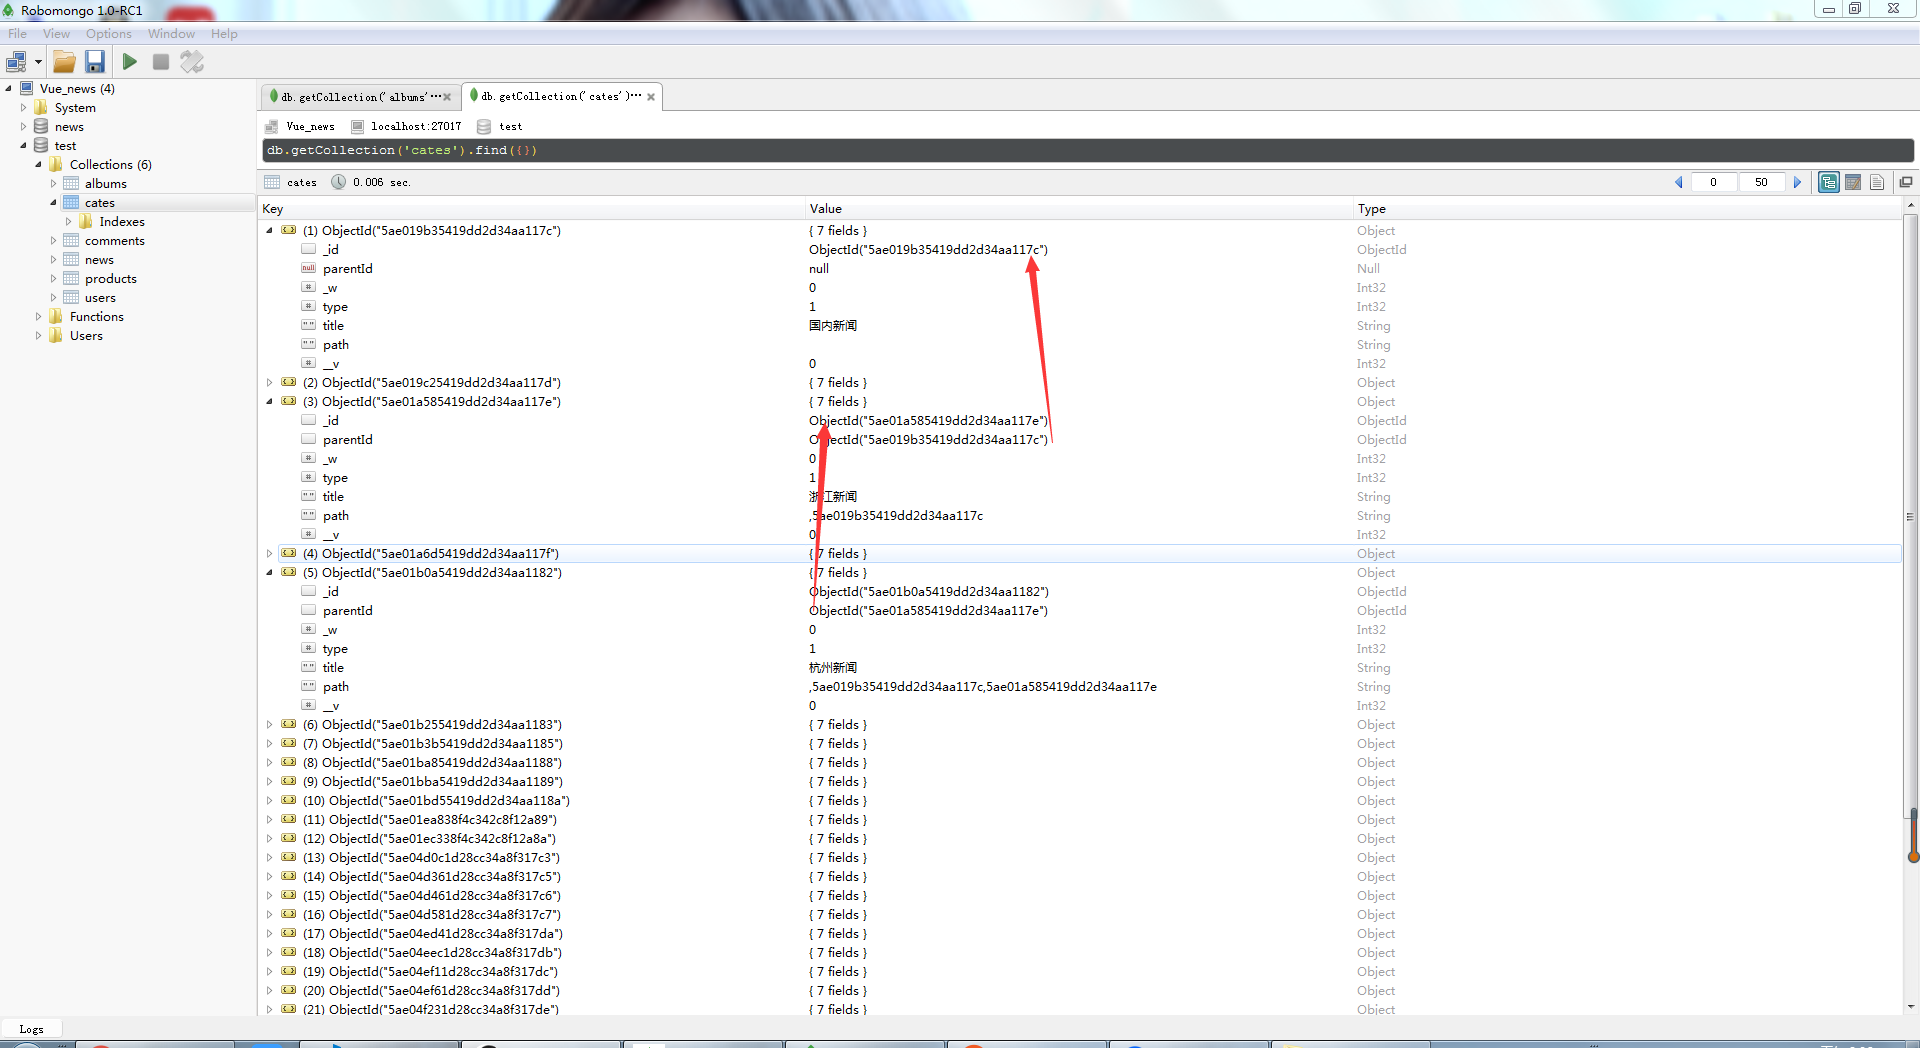 Robomongo 1.0-RC1
File View Options Window Help
Vue_news (4)
System
news
test
Collections (6)
albums
cates
Indexes
comments
news
products
users
Functions
Users
db.getCollection('albums'··· db.getCollection('cates')···
Vue_news localhost:27017 test
db.getCollection('cates').find({})
cates 0.006 sec. 0 50
Key Value Type
(1) ObjectId("5ae019b35419dd2d34aa117c") { 7 fields } Object
_id ObjectId("5ae019b35419dd2d34aa117c") ObjectId
null parentId null Null
# _w 0 Int32
# type 1 Int32
"" title 国内新闻 String
"" path String
# __v 0 Int32
(2) ObjectId("5ae019c25419dd2d34aa117d") { 7 fields } Object
(3) ObjectId("5ae01a585419dd2d34aa117e") { 7 fields } Object
_id ObjectId("5ae01a585419dd2d34aa117e") ObjectId
parentId ObjectId("5ae019b35419dd2d34aa117c") ObjectId
# _w 0 Int32
# type 1 Int32
"" title 浙江新闻 String
"" path ,5ae019b35419dd2d34aa117c String
# __v 0 Int32
(4) ObjectId("5ae01a6d5419dd2d34aa117f") { 7 fields } Object
(5) ObjectId("5ae01b0a5419dd2d34aa1182") { 7 fields } Object
_id ObjectId("5ae01b0a5419dd2d34aa1182") ObjectId
parentId ObjectId("5ae01a585419dd2d34aa117e") ObjectId
# _w 0 Int32
# type 1 Int32
"" title 杭州新闻 String
"" path ,5ae019b35419dd2d34aa117c,5ae01a585419dd2d34aa117e String
# __v 0 Int32
(6) ObjectId("5ae01b255419dd2d34aa1183") { 7 fields } Object
(7) ObjectId("5ae01b3b5419dd2d34aa1185") { 7 fields } Object
(8) ObjectId("5ae01ba85419dd2d34aa1188") { 7 fields } Object
(9) ObjectId("5ae01bba5419dd2d34aa1189") { 7 fields } Object
(10) ObjectId("5ae01bd55419dd2d34aa118a") { 7 fields } Object
(11) ObjectId("5ae01ea838f4c342c8f12a89") { 7 fields } Object
(12) ObjectId("5ae01ec338f4c342c8f12a8a") { 7 fields } Object
(13) ObjectId("5ae04d0c1d28cc34a8f317c3") { 7 fields } Object
(14) ObjectId("5ae04d361d28cc34a8f317c5") { 7 fields } Object
(15) ObjectId("5ae04d461d28cc34a8f317c6") { 7 fields } Object
(16) ObjectId("5ae04d581d28cc34a8f317c7") { 7 fields } Object
(17) ObjectId("5ae04ed41d28cc34a8f317da") { 7 fields } Object
(18) ObjectId("5ae04eec1d28cc34a8f317db") { 7 fields } Object
(19) ObjectId("5ae04ef11d28cc34a8f317dc") { 7 fields } Object
(20) ObjectId("5ae04ef61d28cc34a8f317dd") { 7 fields } Object
(21) ObjectId("5ae04f231d28cc34a8f317de") { 7 fields } Object
Logs